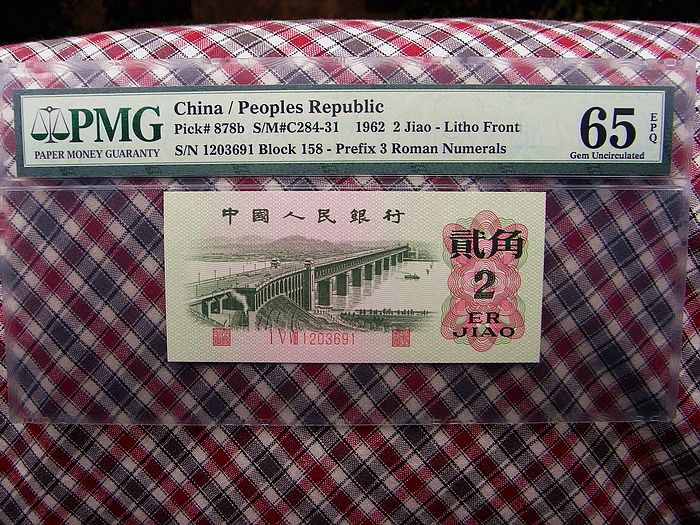 PMG
PAPER MONEY GUARANTY
China / Peoples Republic
Pick# 878b S/M#C284-31 1962 2 Jiao - Litho Front
S/N 1203691 Block 158 - Prefix 3 Roman Numerals
65
EPQ
Gem Uncirculated
中國人民銀行
貳角
2
ER
JIAO
I V VIII 1203691